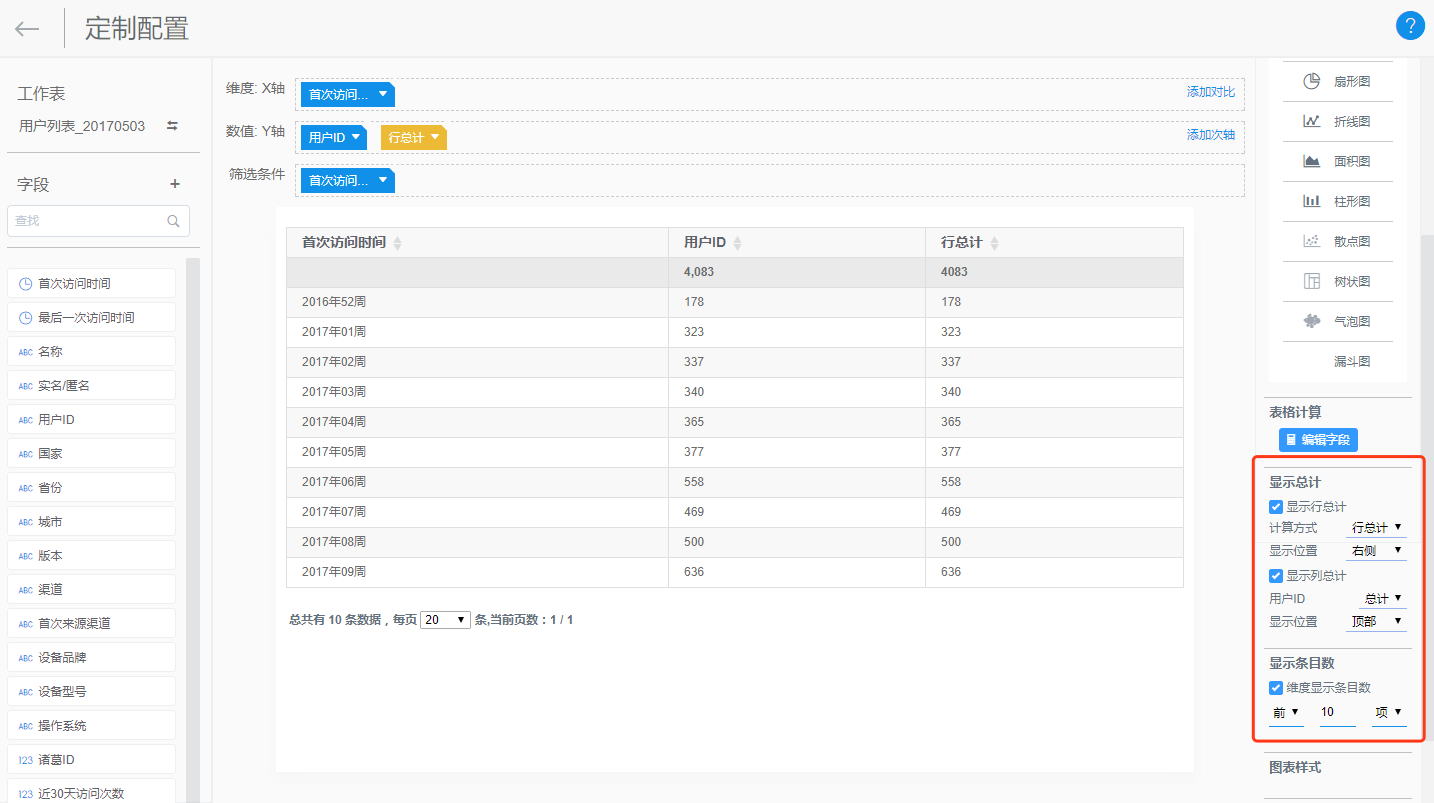 定制配置
?
工作表
用户列表_20170503
字段
+
查找
首次访问时间
最后一次访问时间
ABC 名称
ABC 实名/匿名
ABC 用户ID
ABC 国家
ABC 省份
ABC 城市
ABC 版本
ABC 渠道
ABC 首次来源渠道
ABC 设备品牌
ABC 设备型号
ABC 操作系统
123 诸葛ID
123 近30天访问次数
维度: X轴 首次访问... 添加对比
数值: Y轴 用户ID 行总计 添加次轴
筛选条件 首次访问...
首次访问时间 用户ID 行总计
4,083 4083
2016年52周 178 178
2017年01周 323 323
2017年02周 337 337
2017年03周 340 340
2017年04周 365 365
2017年05周 377 377
2017年06周 558 558
2017年07周 469 469
2017年08周 500 500
2017年09周 636 636
总共有 10 条数据，每页 20 条,当前页数：1 / 1
扇形图
折线图
面积图
柱形图
散点图
树状图
气泡图
漏斗图
表格计算
编辑字段
显示总计
显示行总计
计算方式 行总计
显示位置 右侧
显示列总计
用户ID 总计
显示位置 顶部
显示条目数
维度显示条目数
前 10 项
图表样式